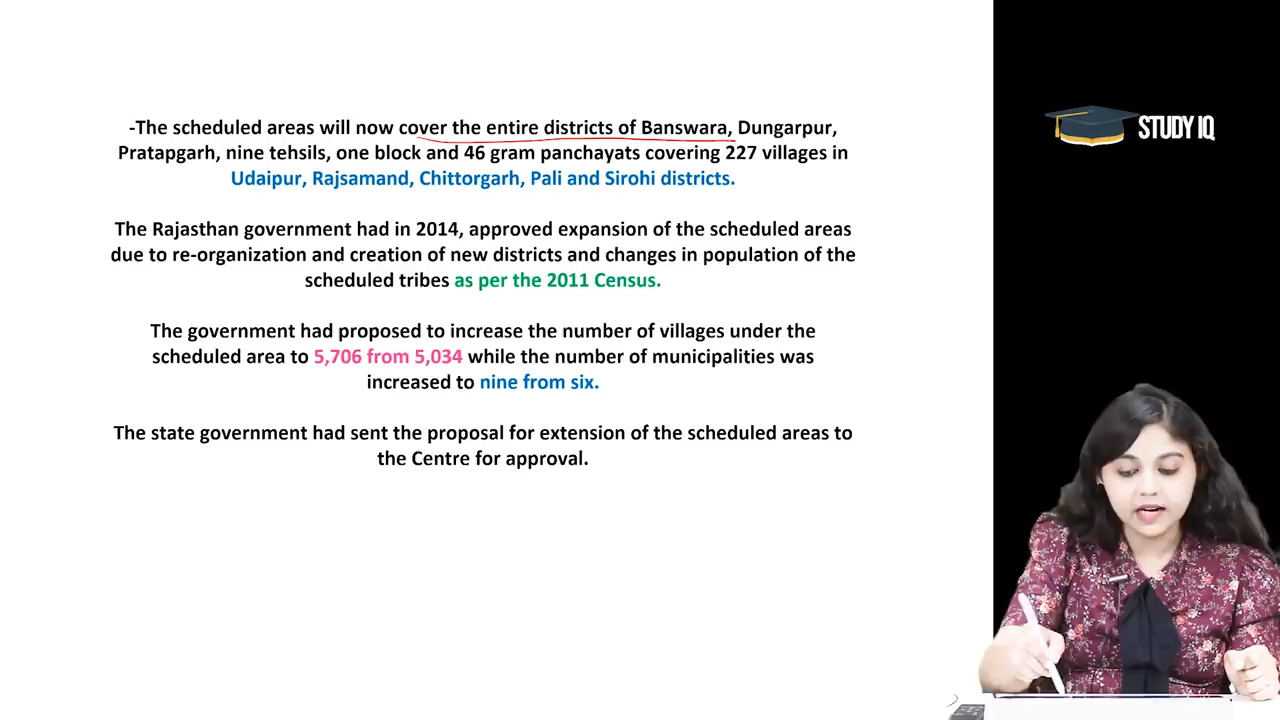 -The scheduled areas will now cover the entire districts of Banswara, Dungarpur,
Pratapgarh, nine tehsils, one block and 46 gram panchayats covering 227 villages in
Udaipur, Rajsamand, Chittorgarh, Pali and Sirohi districts.
The Rajasthan government had in 2014, approved expansion of the scheduled areas
due to re-organization and creation of new districts and changes in population of the
scheduled tribes as per the 2011 Census.
The government had proposed to increase the number of villages under the
scheduled area to 5,706 from 5,034 while the number of municipalities was
increased to nine from six.
The state government had sent the proposal for extension of the scheduled areas to
the Centre for approval.
STUDY IQ